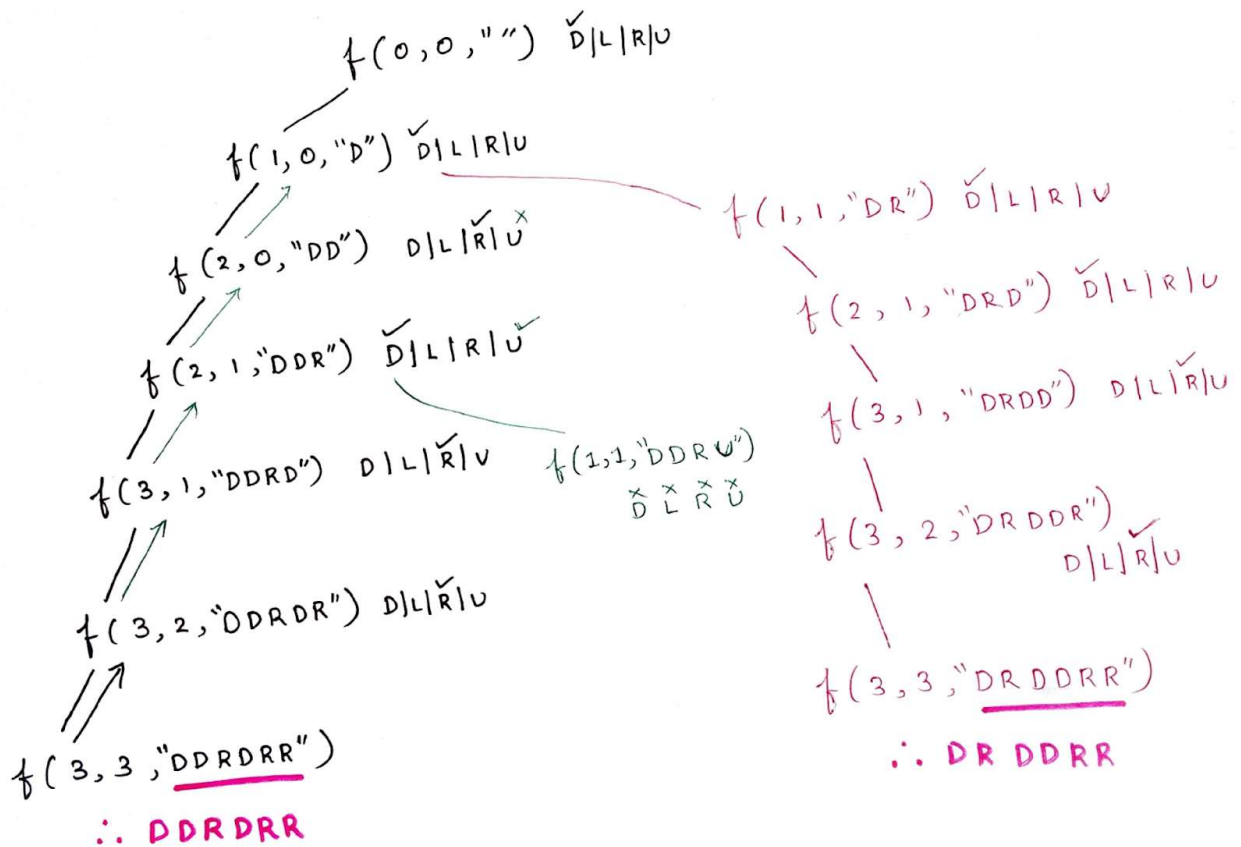 f(0,0,"") D|L|R|U
f(1,0,"D") D|L|R|U
f(2,0,"DD") D|L|R|U
f(2,1,"DDR") D|L|R|U
f(3,1,"DDRD") D|L|R|U
f(1,1,"DDRU")
D L R U
f(3,2,"DDRDR") D|L|R|U
f(3,3,"DDRDRR")
∴ DDRDRR
f(1,1,"DR") D|L|R|U
f(2,1,"DRD") D|L|R|U
f(3,1,"DRDD") D|L|R|U
f(3,2,"DRDDR")
D|L|R|U
f(3,3,"DRDDRR")
∴ DR DDRR